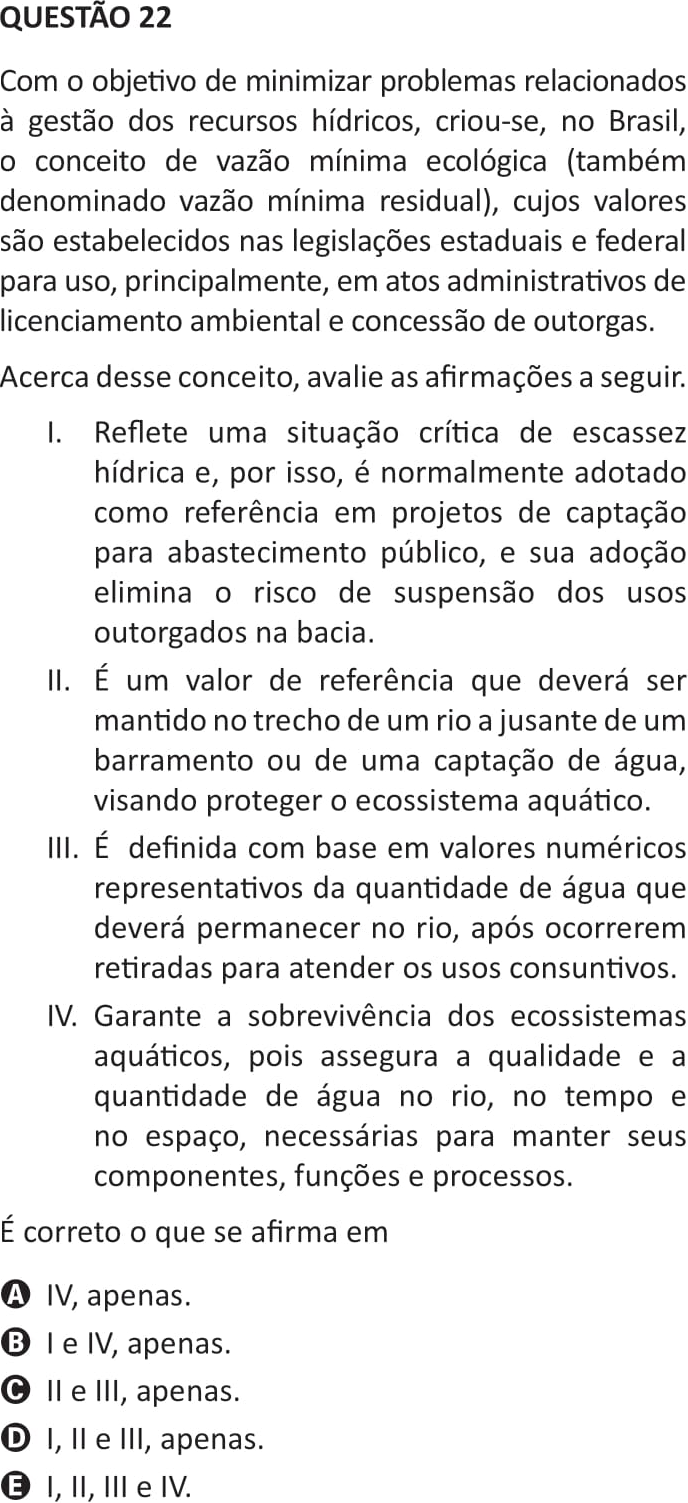 QUESTÃO 22
Com o objetivo de minimizar problemas relacionados
à gestão dos recursos hídricos, criou-se, no Brasil,
o conceito de vazão mínima ecológica (também
denominado vazão mínima residual), cujos valores
são estabelecidos nas legislações estaduais e federal
para uso, principalmente, em atos administrativos de
licenciamento ambiental e concessão de outorgas.
Acerca desse conceito, avalie as afirmações a seguir.
I. Reflete uma situação crítica de escassez
hídrica e, por isso, é normalmente adotado
como referência em projetos de captação
para abastecimento público, e sua adoção
elimina o risco de suspensão dos usos
outorgados na bacia.
II. É um valor de referência que deverá ser
mantido no trecho de um rio a jusante de um
barramento ou de uma captação de água,
visando proteger o ecossistema aquático.
III. É definida com base em valores numéricos
representativos da quantidade de água que
deverá permanecer no rio, após ocorrerem
retiradas para atender os usos consuntivos.
IV. Garante a sobrevivência dos ecossistemas
aquáticos, pois assegura a qualidade e a
quantidade de água no rio, no tempo e
no espaço, necessárias para manter seus
componentes, funções e processos.
É correto o que se afirma em
A IV, apenas.
B I e IV, apenas.
C II e III, apenas.
D I, II e III, apenas.
E I, II, III e IV.